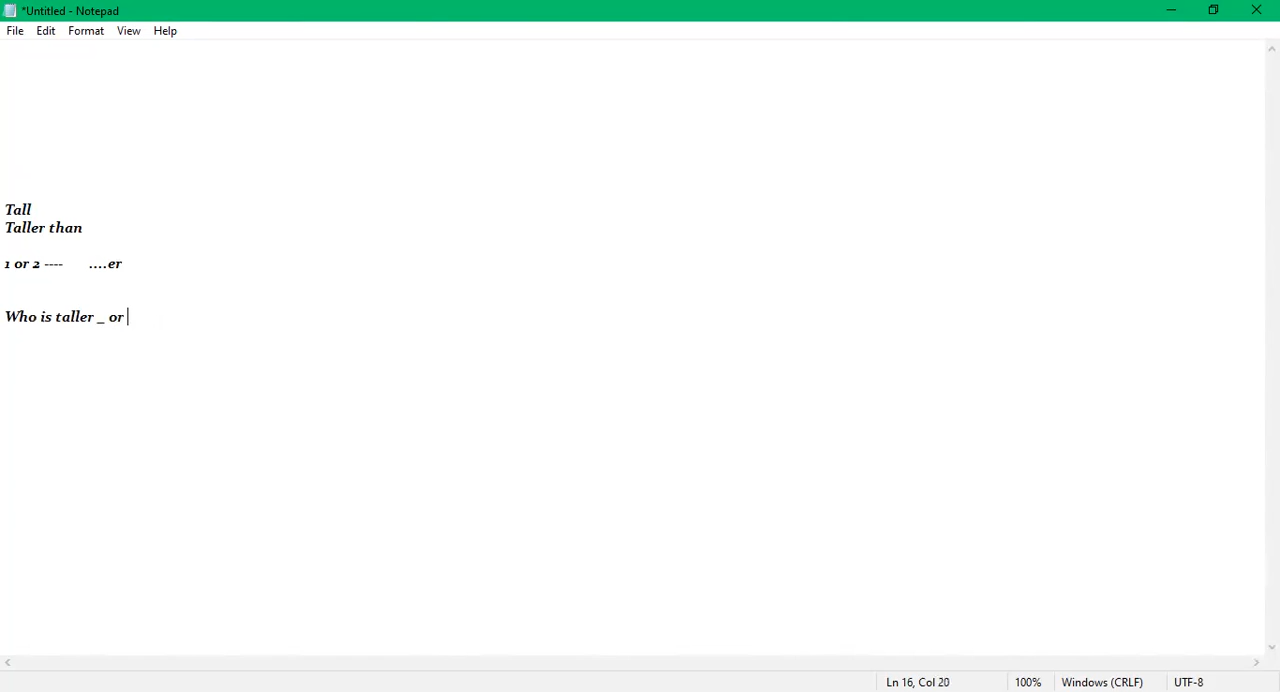 *Untitled - Notepad
File Edit Format View Help
Tall
Taller than
1 or 2 ---- ....er
Who is taller _ or
Ln 16, Col 20 100% Windows (CRLF) UTF-8